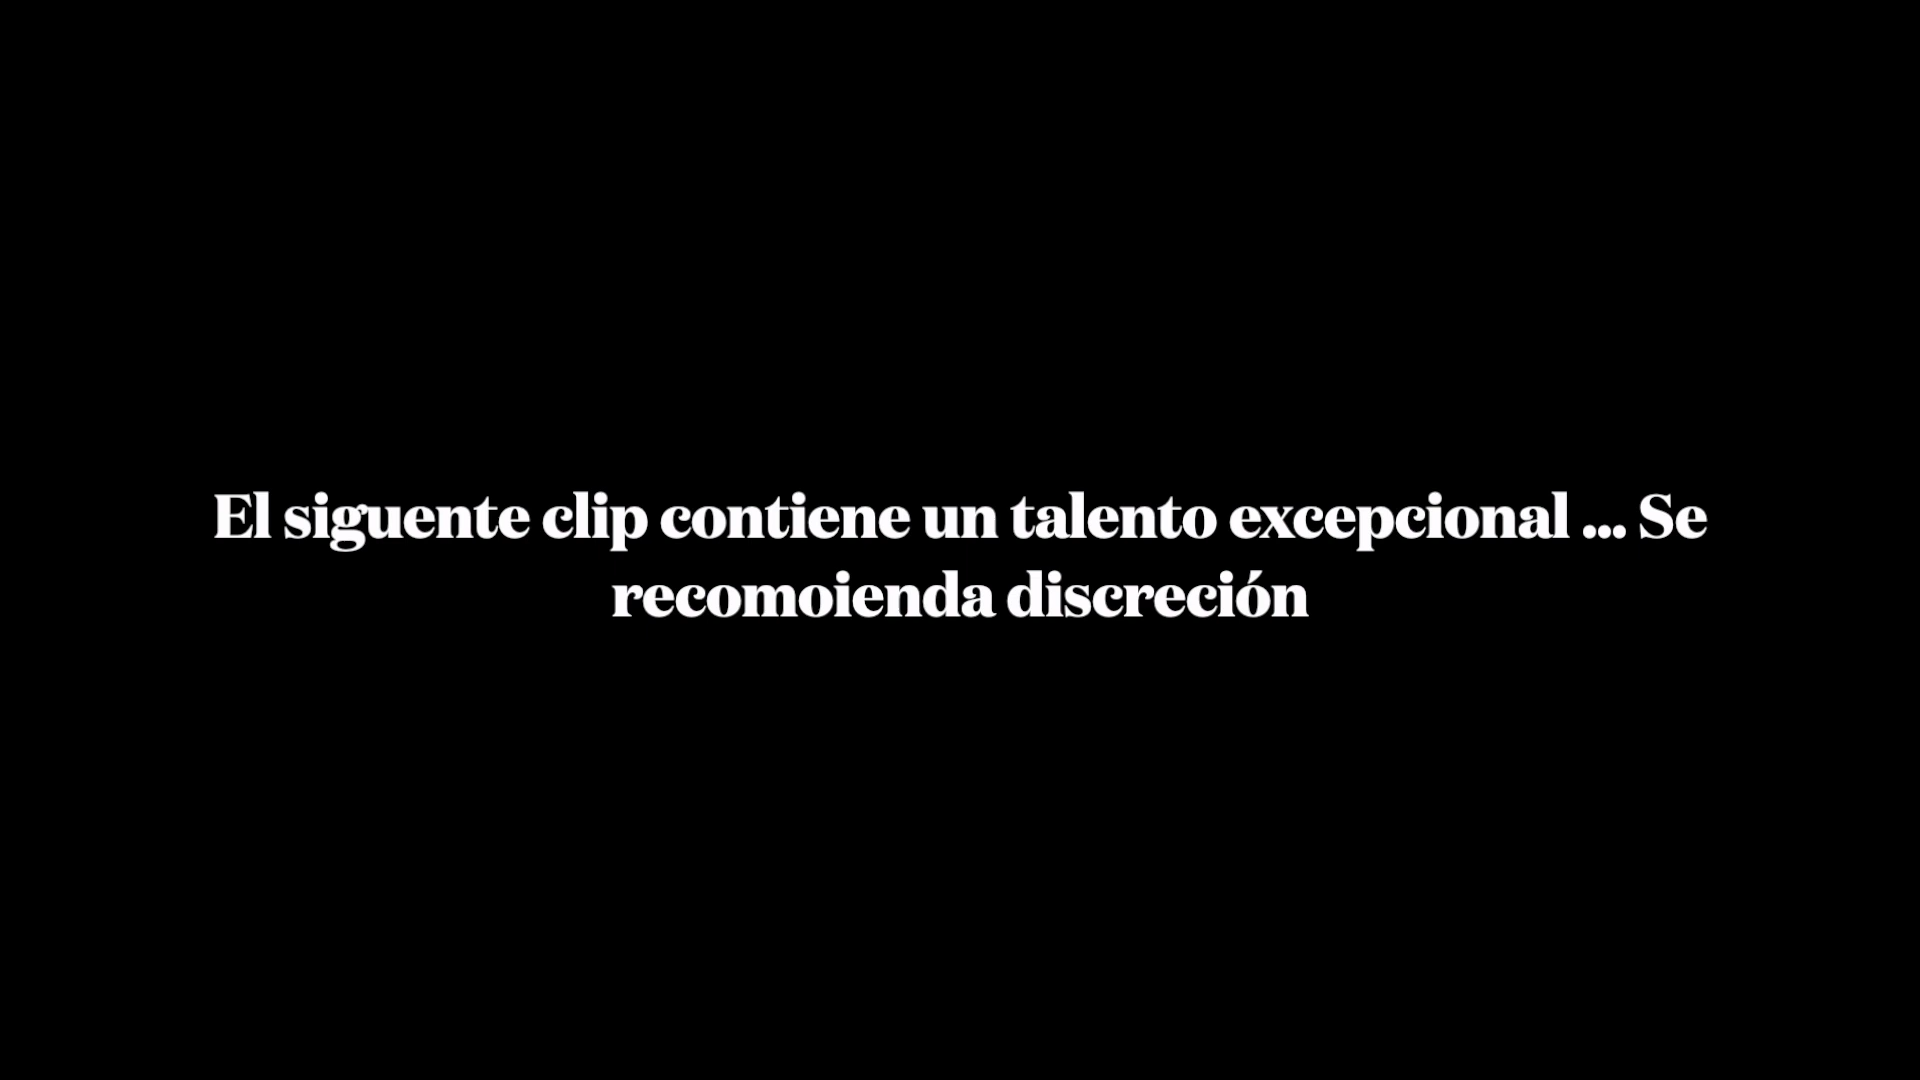 El siguente clip contiene un talento excepcional ... Se
recomoienda discreción